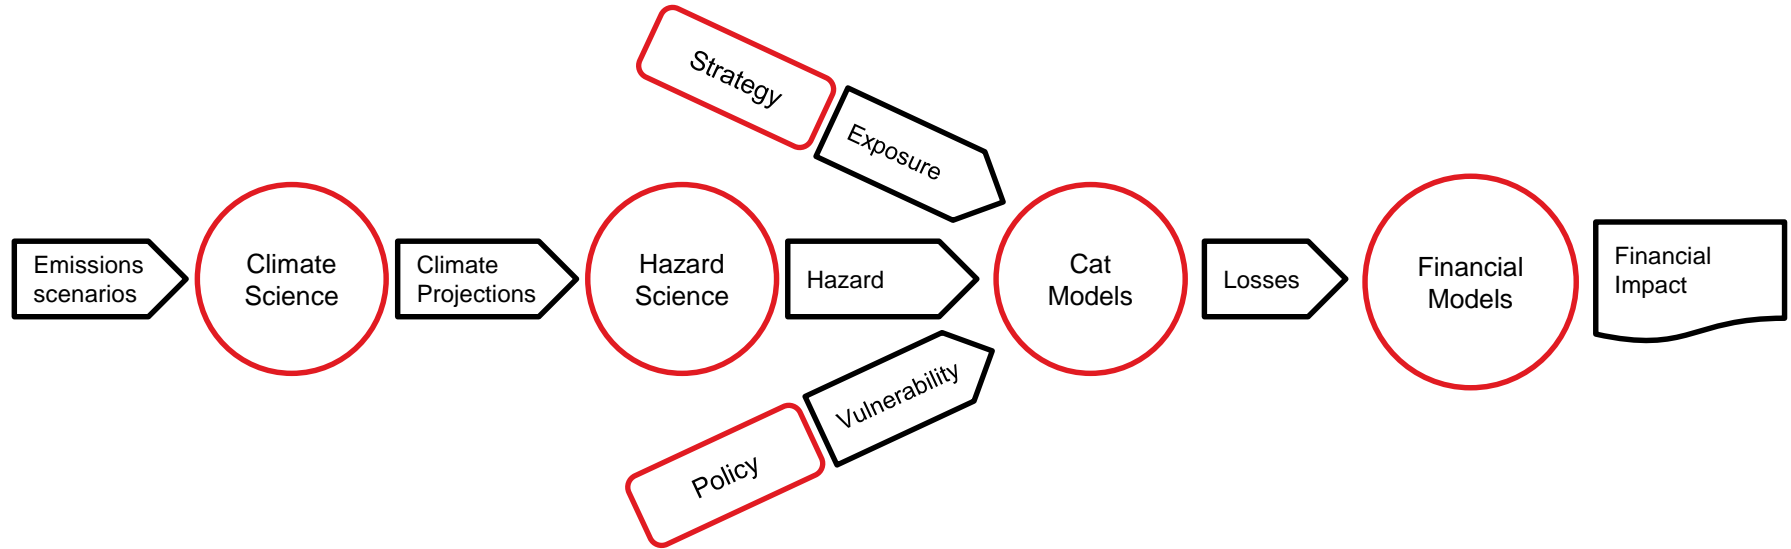 Strategy
Exposure
Emissions
scenarios
Climate
Science
Climate
Projections
Hazard
Science
Hazard
Cat
Models
Losses
Financial
Models
Financial
Impact
Vulnerability
Policy